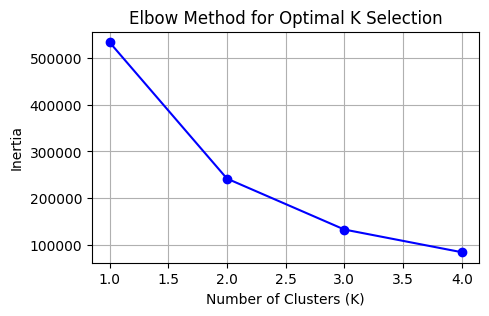 Elbow Method for Optimal K Selection
500000
400000
300000
200000
100000
Inertia
1.0 1.5 2.0 2.5 3.0 3.5 4.0
Number of Clusters (K)